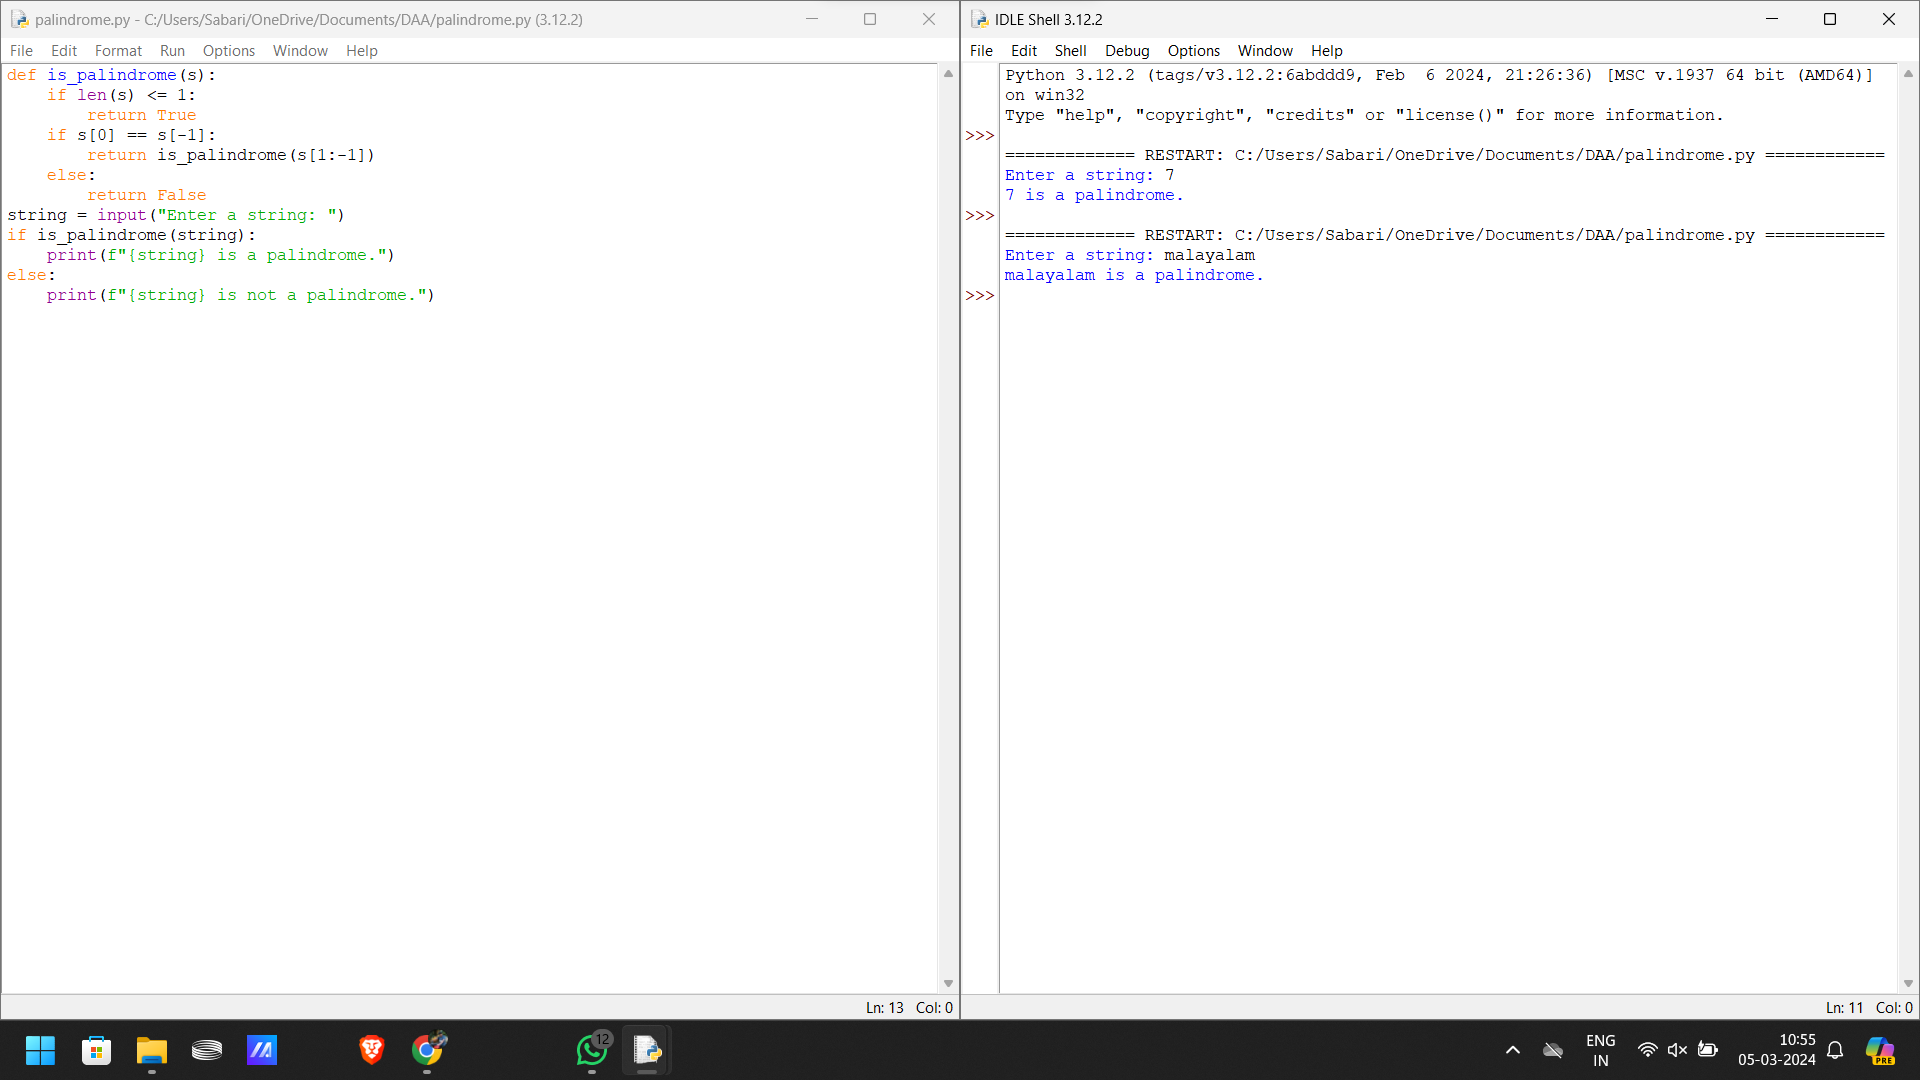 palindrome.py - C:/Users/Sabari/OneDrive/Documents/DAA/palindrome.py (3.12.2)
File Edit Format Run Options Window Help
def is_palindrome(s):
    if len(s) <= 1:
        return True
    if s[0] == s[-1]:
        return is_palindrome(s[1:-1])
    else:
        return False
string = input("Enter a string: ")
if is_palindrome(string):
    print(f"{string} is a palindrome.")
else:
    print(f"{string} is not a palindrome.")
Ln: 13 Col: 0
IDLE Shell 3.12.2
File Edit Shell Debug Options Window Help
Python 3.12.2 (tags/v3.12.2:6abddd9, Feb  6 2024, 21:26:36) [MSC v.1937 64 bit (AMD64)]
on win32
Type "help", "copyright", "credits" or "license()" for more information.
>>>
============= RESTART: C:/Users/Sabari/OneDrive/Documents/DAA/palindrome.py ============
Enter a string: 7
7 is a palindrome.
>>>
============= RESTART: C:/Users/Sabari/OneDrive/Documents/DAA/palindrome.py ============
Enter a string: malayalam
malayalam is a palindrome.
>>>
Ln: 11 Col: 0
12
ENG
IN
10:55
05-03-2024
PRE